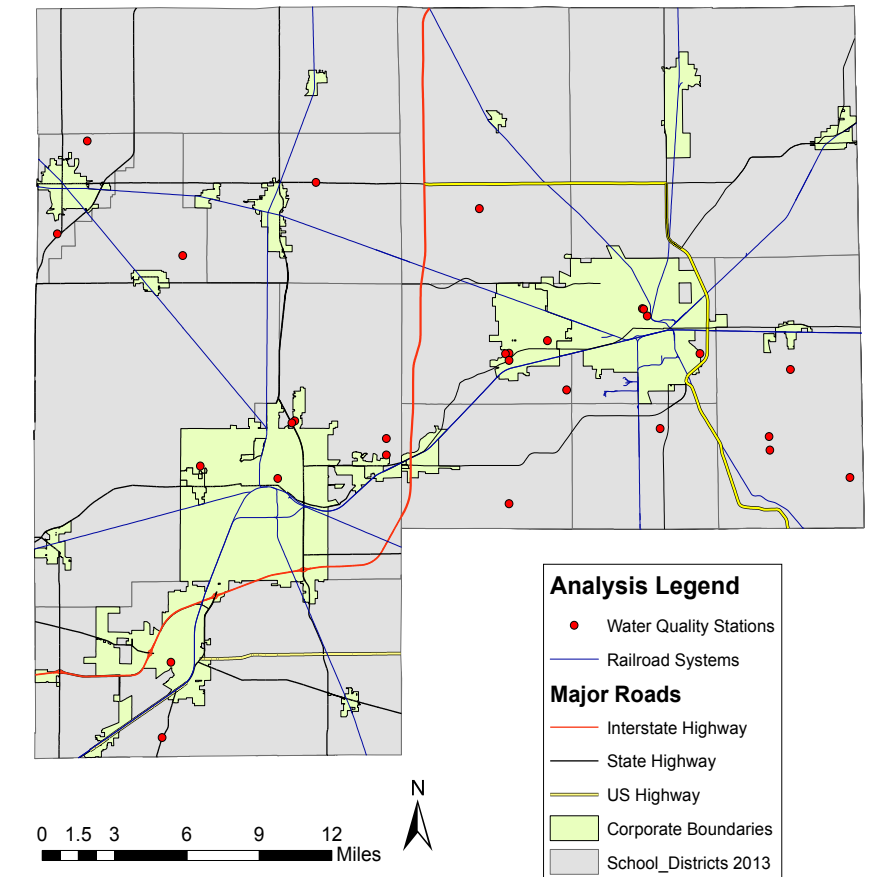 Analysis Legend
Water Quality Stations
Railroad Systems
Major Roads
Interstate Highway
State Highway
US Highway
Corporate Boundaries
School_Districts 2013
N
0 1.5 3 6 9 12
Miles